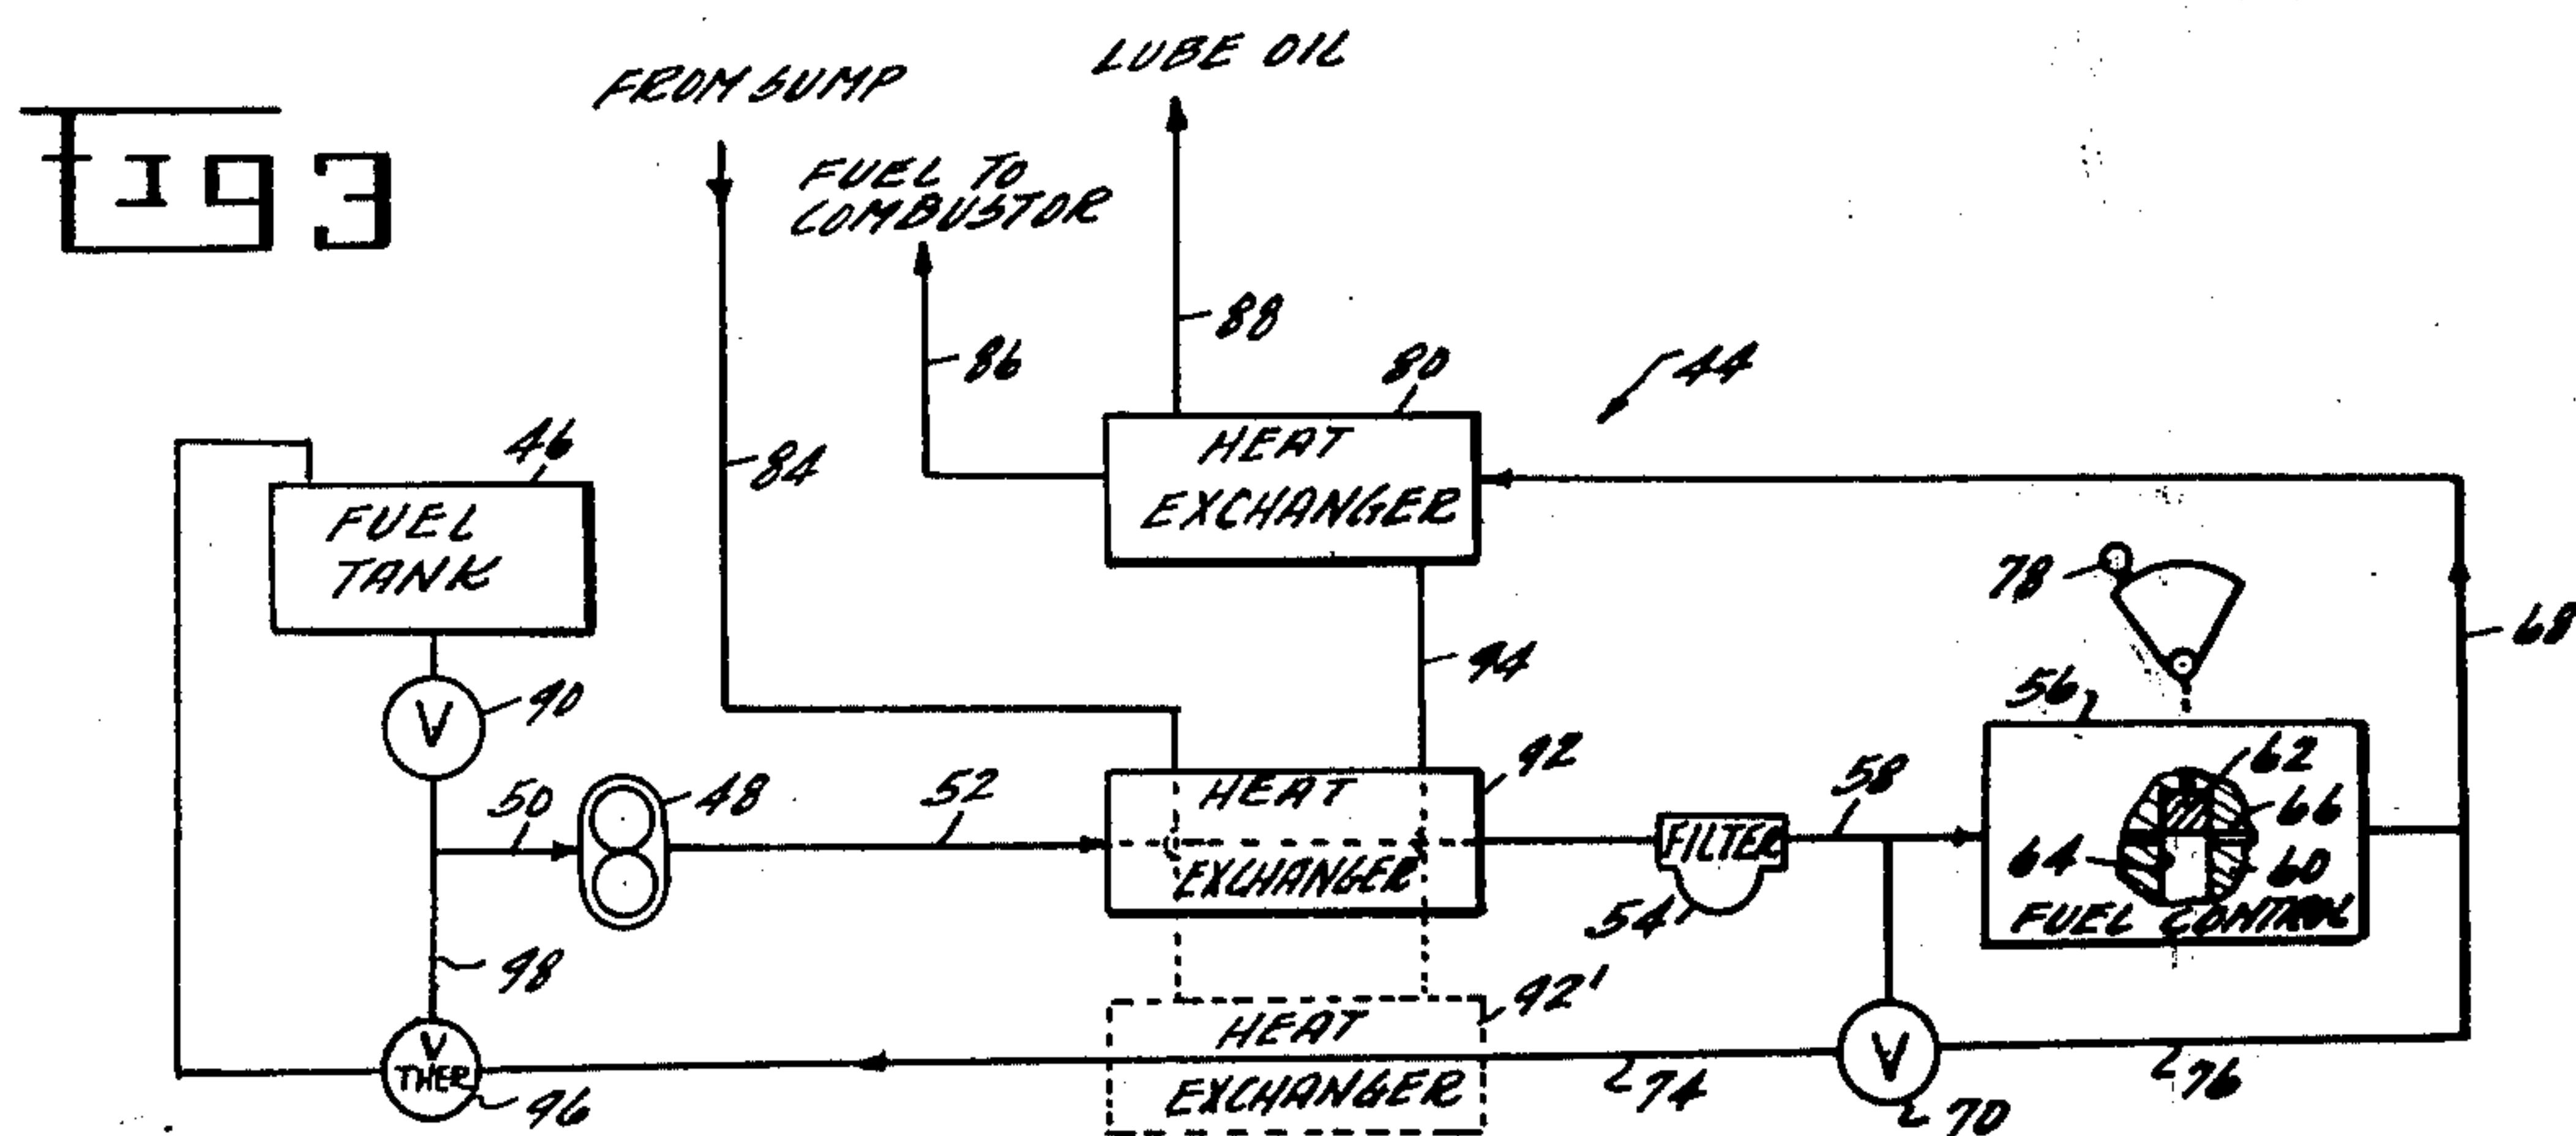 Fig 3
FROM SUMP
LUBE OIL
FUEL TO
COMBUSTOR
88
86
80
44
84
46
HEAT
EXCHANGER
FUEL
TANK
78
68
94
90
56
V
50
48
52
HEAT
EXCHANGER
92
58
62
66
64
60
FILTER
54
FUEL CONTROL
98
92'
HEAT
EXCHANGER
V
THER
96
74
V
70
76